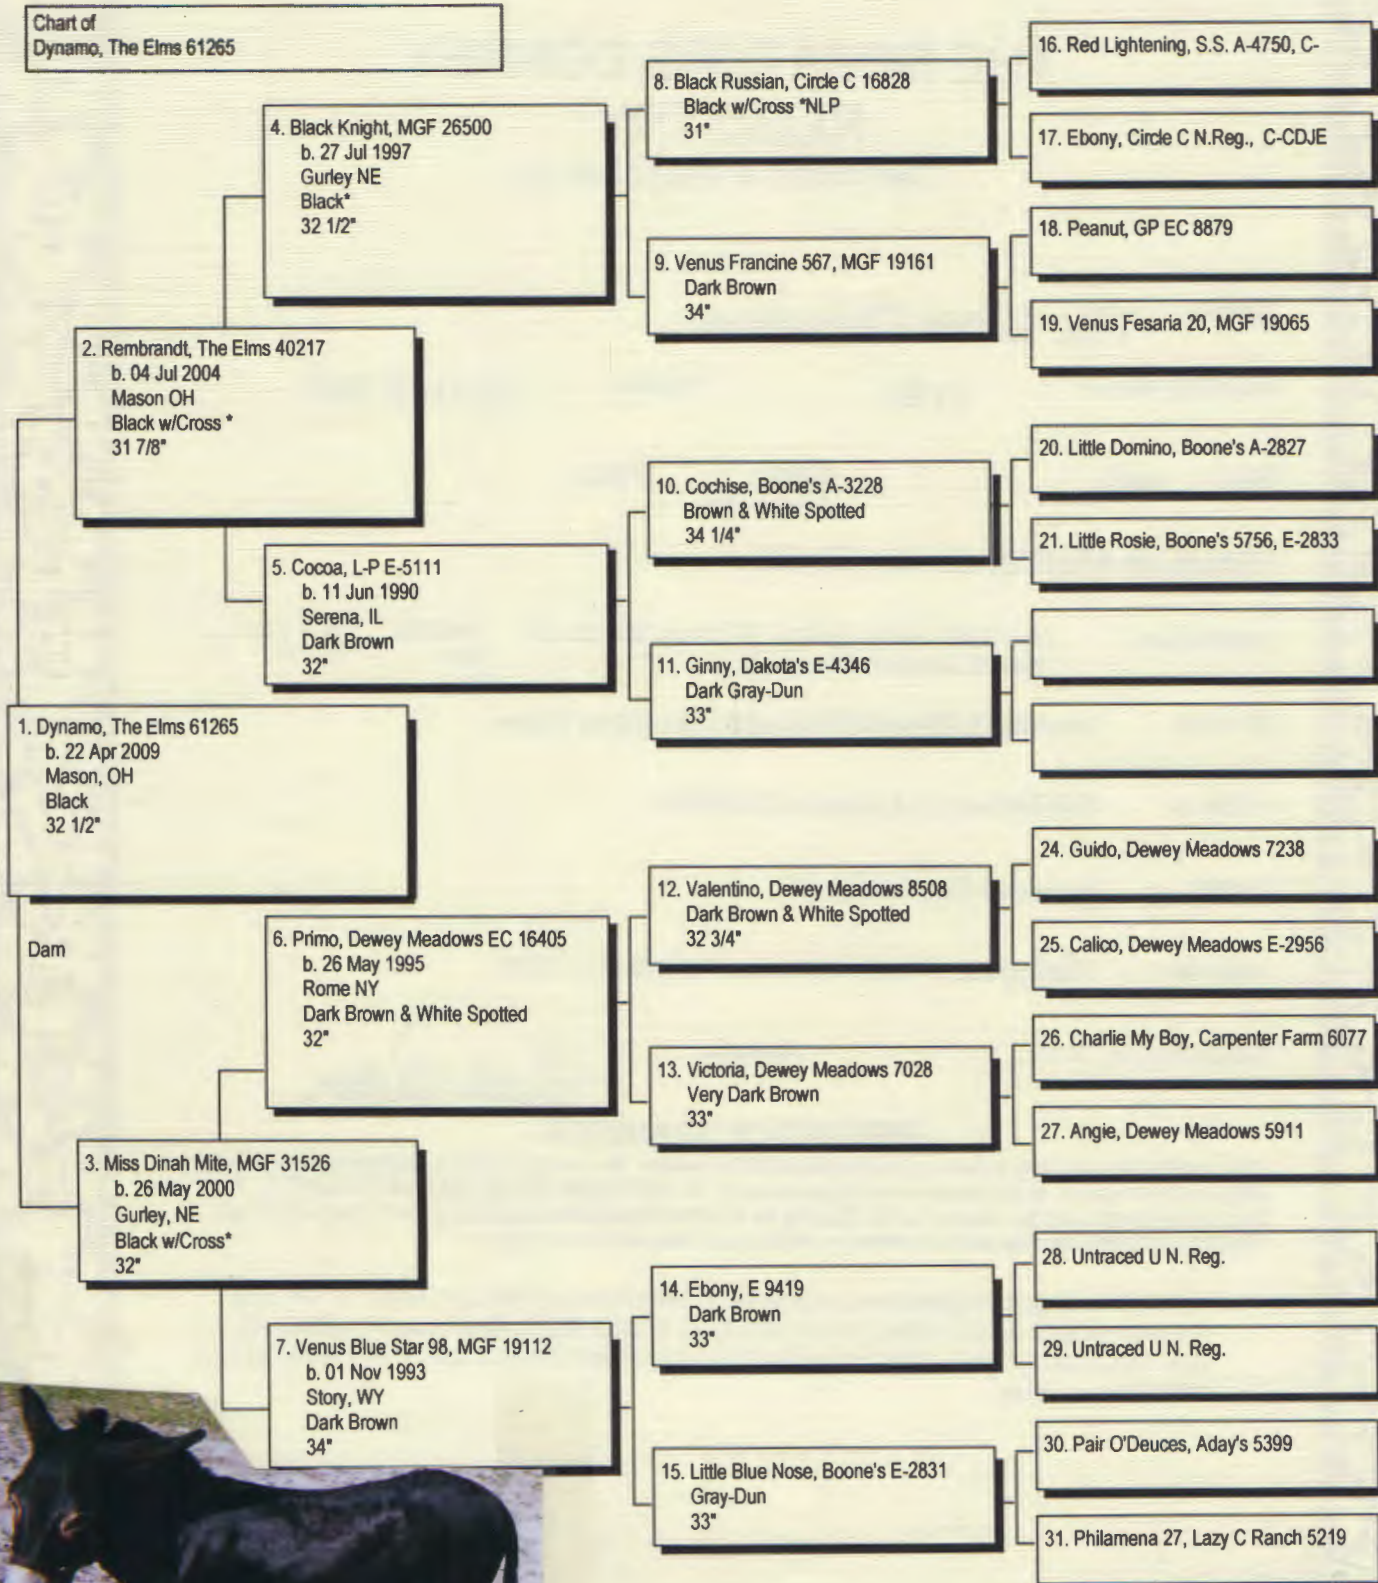 Chart of
Dynamo, The Elms 61265
1. Dynamo, The Elms 61265
b. 22 Apr 2009
Mason, OH
Black
32 1/2"
Dam
2. Rembrandt, The Elms 40217
b. 04 Jul 2004
Mason OH
Black w/Cross *
31 7/8"
3. Miss Dinah Mite, MGF 31526
b. 26 May 2000
Gurley, NE
Black w/Cross*
32"
4. Black Knight, MGF 26500
b. 27 Jul 1997
Gurley NE
Black*
32 1/2"
5. Cocoa, L-P E-5111
b. 11 Jun 1990
Serena, IL
Dark Brown
32"
6. Primo, Dewey Meadows EC 16405
b. 26 May 1995
Rome NY
Dark Brown & White Spotted
32"
7. Venus Blue Star 98, MGF 19112
b. 01 Nov 1993
Story, WY
Dark Brown
34"
8. Black Russian, Circle C 16828
Black w/Cross *NLP
31"
9. Venus Francine 567, MGF 19161
Dark Brown
34"
10. Cochise, Boone's A-3228
Brown & White Spotted
34 1/4"
11. Ginny, Dakota's E-4346
Dark Gray-Dun
33"
12. Valentino, Dewey Meadows 8508
Dark Brown & White Spotted
32 3/4"
13. Victoria, Dewey Meadows 7028
Very Dark Brown
33"
14. Ebony, E 9419
Dark Brown
33"
15. Little Blue Nose, Boone's E-2831
Gray-Dun
33"
16. Red Lightening, S.S. A-4750, C-
17. Ebony, Circle C N.Reg., C-CDJE
18. Peanut, GP EC 8879
19. Venus Fesaria 20, MGF 19065
20. Little Domino, Boone's A-2827
21. Little Rosie, Boone's 5756, E-2833
24. Guido, Dewey Meadows 7238
25. Calico, Dewey Meadows E-2956
26. Charlie My Boy, Carpenter Farm 6077
27. Angie, Dewey Meadows 5911
28. Untraced U N. Reg.
29. Untraced U N. Reg.
30. Pair O'Deuces, Aday's 5399
31. Philamena 27, Lazy C Ranch 5219